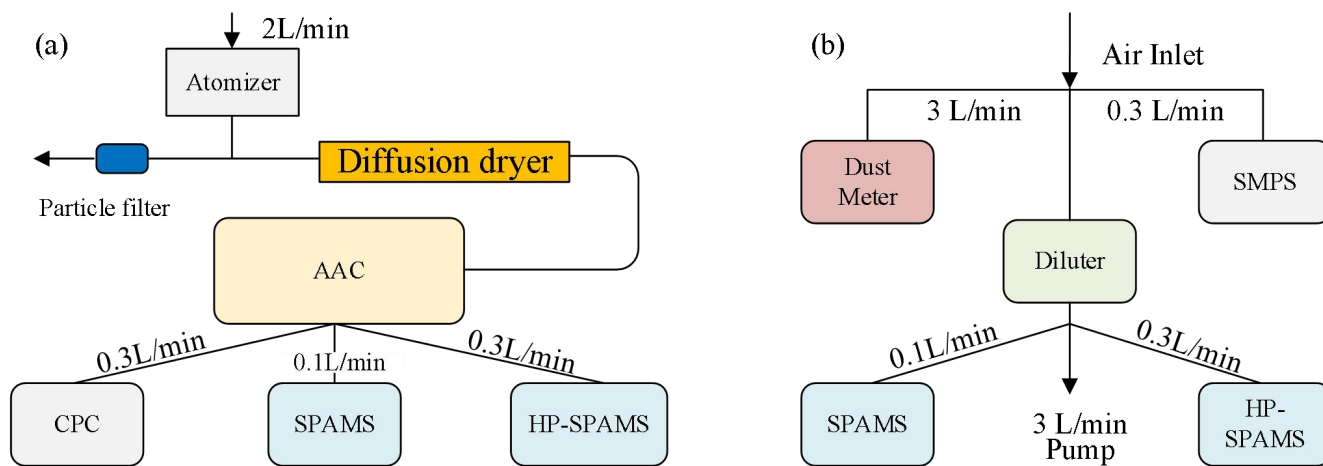 (a)
2L/min
Atomizer
Diffusion dryer
Particle filter
AAC
0.3L/min
0.1L/min
0.3L/min
CPC
SPAMS
HP-SPAMS
(b)
Air Inlet
3 L/min
0.3 L/min
Dust
Meter
SMPS
Diluter
0.1L/min
0.3L/min
SPAMS
3 L/min
Pump
HP-
SPAMS